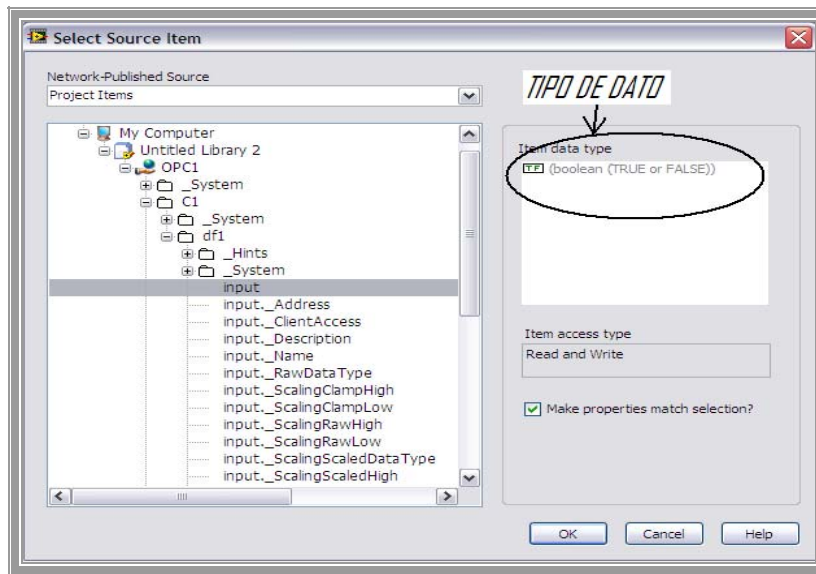 Select Source Item
Network-Published Source
Project Items
My Computer
Untitled Library 2
OPC1
_System
C1
_System
df1
_Hints
_System
input
input._Address
input._ClientAccess
input._Description
input._Name
input._RawDataType
input._ScalingClampHigh
input._ScalingClampLow
input._ScalingRawHigh
input._ScalingRawLow
input._ScalingScaledDataType
input._ScalingScaledHigh
TIPO DE DATO
Item data type
TF (boolean (TRUE or FALSE))
Item access type
Read and Write
Make properties match selection?
OK Cancel Help